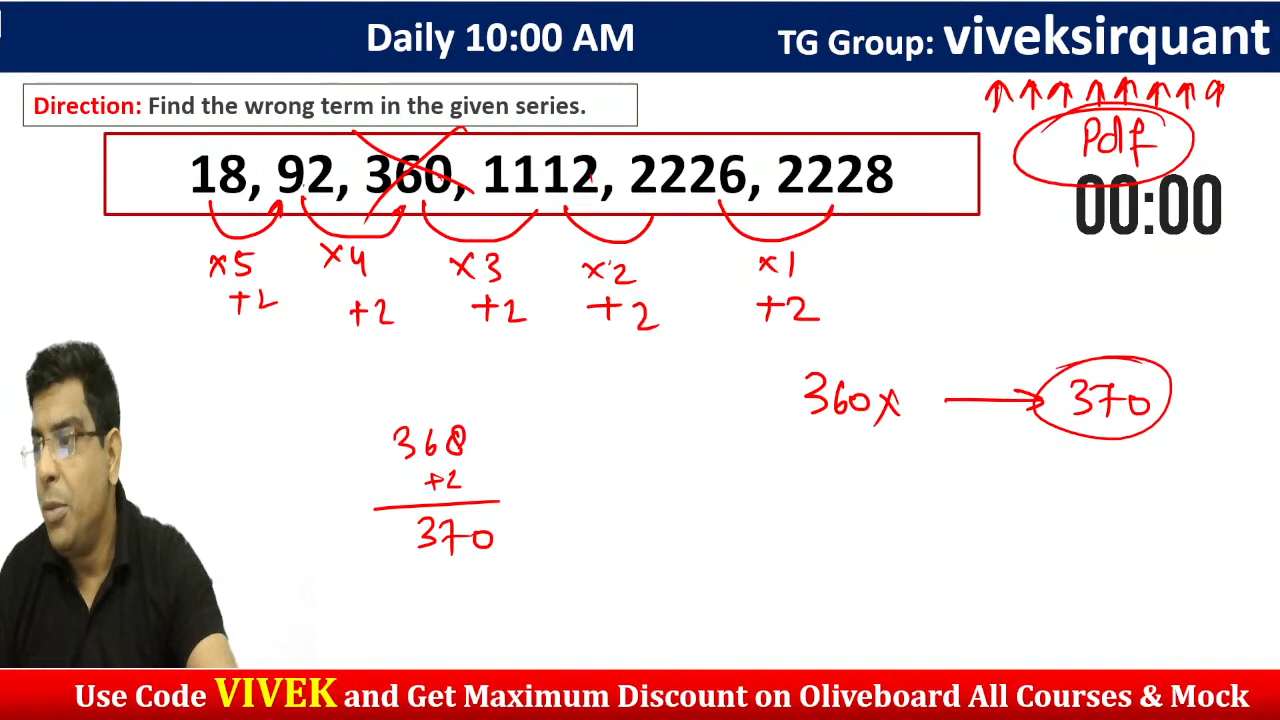 Daily 10:00 AM
TG Group: viveksirquant
Direction: Find the wrong term in the given series.
Pdf
18, 92, 360, 1112, 2226, 2228
00:00
×5 ×4 ×3 ×2 ×1
+2 +2 +2 +2 +2
360× → 370
368
+2
370
Use Code VIVEK and Get Maximum Discount on Oliveboard All Courses & Mock